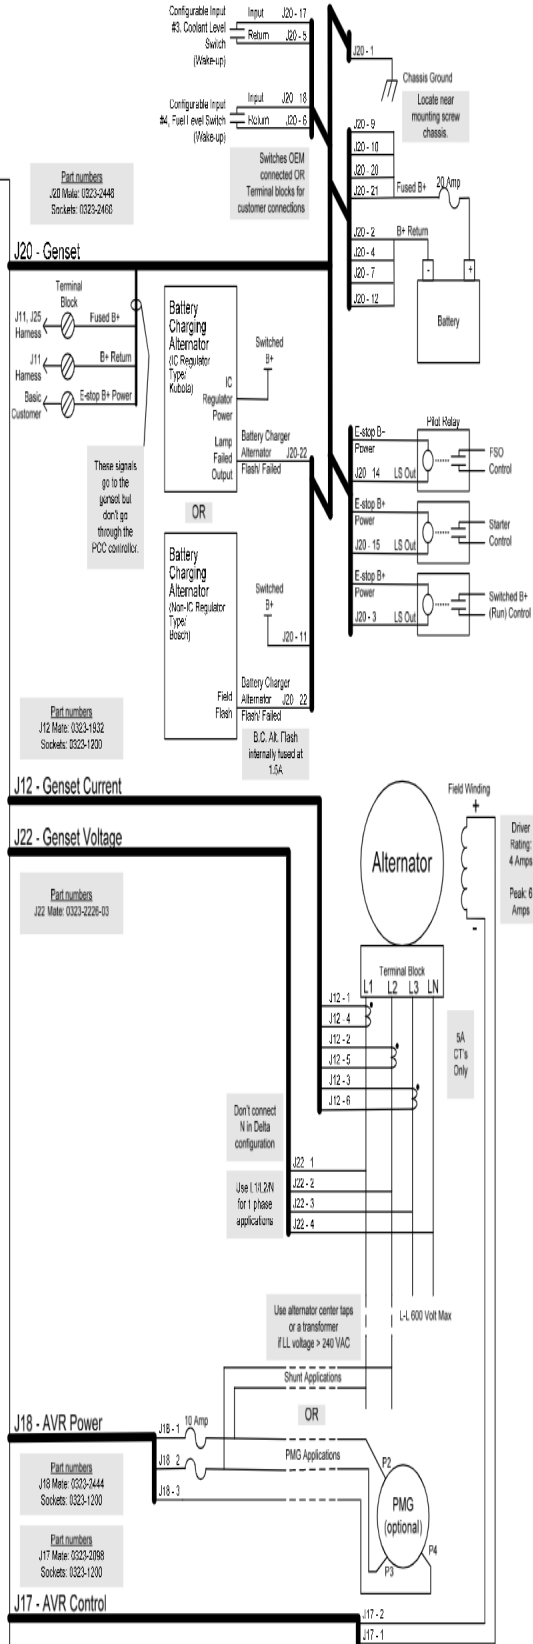 Configurable Input
#3. Coolant Level
Switch
(Wake-up)
Input
J20 - 17
Return
J20 - 5
Configurable Input
#4, Fuel Level Switch
(Wake-up)
Input
J20 18
Return
J20 - 6
Switches OEM
connected OR
Terminal blocks for
customer connections
J20 - 1
Chassis Ground
Locate near
mounting screw
chassis.
J20 - 9
J20 - 10
J20 - 20
J20 - 21
Fused B+
20 Amp
J20 - 2
B+ Return
J20 - 4
J20 - 7
J20 - 12
-
+
Battery
Part numbers
J20 Mate: 0323-2446
Sockets: 0323-2466
J20 - Genset
Terminal
Block
J11, J25
Harness
Fused B+
J11
Harness
B+ Return
Basic
Customer
E-stop B+ Power
These signals
go to the
genset but
don't go
through the
PCC controller.
Battery
Charging
Alternator
(IC Regulator
Type/
Kubota)
IC
Regulator
Power
Lamp
Failed
Output
Switched
B+
Battery Charger
Alternator
J20-22
Flash/ Failed
OR
Battery
Charging
Alternator
(Non-IC Regulator
Type/
Bosch)
Field
Flash
Switched
B+
J20 - 11
Battery Charger
Alternator
J20 22
Flash/ Failed
B.C. Alt. Flash
internally fused at
1.5A
Pilot Relay
E-stop B+
Power
J20 14
LS Out
FSO
Control
E-stop B+
Power
J20 - 15
LS Out
Starter
Control
E-stop B+
Power
J20 - 3
LS Out
Switched B+
(Run) Control
Part numbers
J12 Mate: 0323-1932
Sockets: 0323-1200
J12 - Genset Current
J22 - Genset Voltage
Part numbers
J22 Mate: 0323-2226-03
Alternator
Field Winding
+
-
Driver
Rating:
4 Amps
Peak: 6
Amps
Terminal Block
L1
L2
L3
LN
J12 - 1
J12 - 4
J12 - 2
J12 - 5
J12 - 3
J12 - 6
5A
CT's
Only
Don't connect
N in Delta
configuration
Use L1/L2/N
for 1 phase
applications
J22 1
J22 - 2
J22 - 3
J22 - 4
Use alternator center taps
or a transformer
if LL voltage > 240 VAC
L-L 600 Volt Max
Shunt Applications
OR
PMG Applications
J18 - AVR Power
J18 - 1
10 Amp
J18 2
J18 - 3
Part numbers
J18 Mate: 0323-2444
Sockets: 0323-1200
Part numbers
J17 Mate: 0323-2098
Sockets: 0323-1200
P2
PMG
(optional)
P3
P4
J17 - AVR Control
J17 - 2
J17 - 1